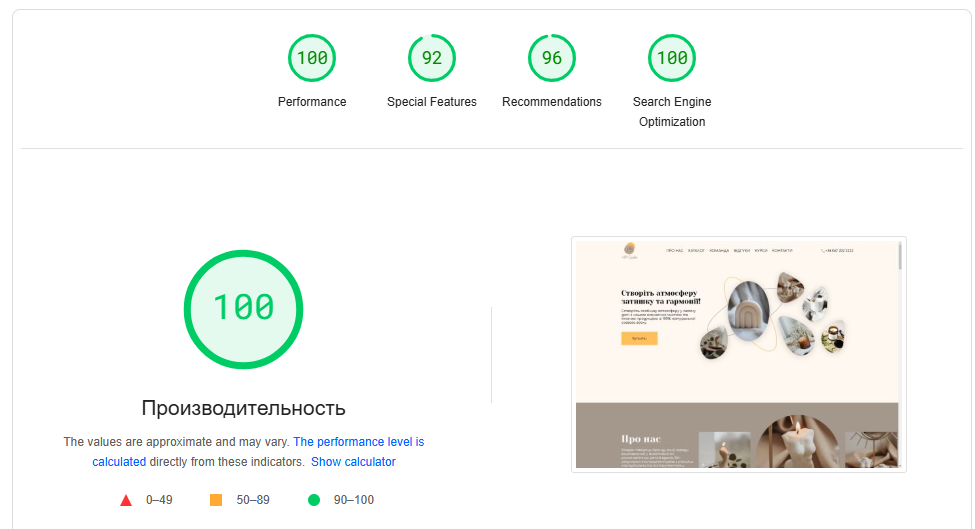 100
92
96
100
Performance
Special Features
Recommendations
Search Engine
Optimization
100
Производительность
The values are approximate and may vary. The performance level is
calculated directly from these indicators. Show calculator
0–49
50–89
90–100
ПРО НАС КАТАЛОГ КОМАНДА ВІДГУКИ КУРСИ КОНТАКТИ
Створіть атмосферу
затишку та гармонії!
Про нас